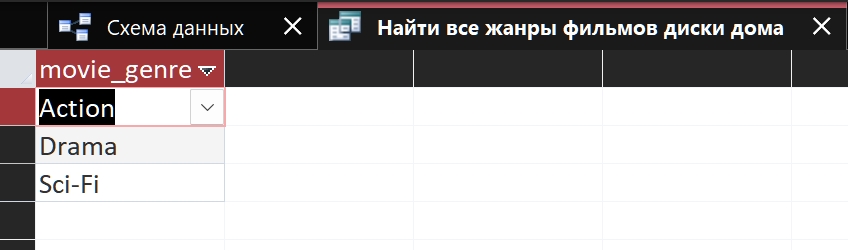 Схема данных
Найти все жанры фильмов диски дома
movie_genre
Action
Drama
Sci-Fi